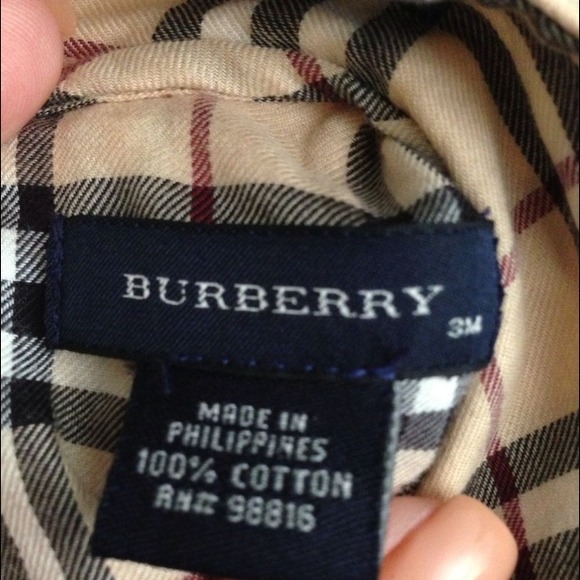 BURBERRY
3M
MADE IN
PHILIPPINES
100% COTTON
RN# 98816